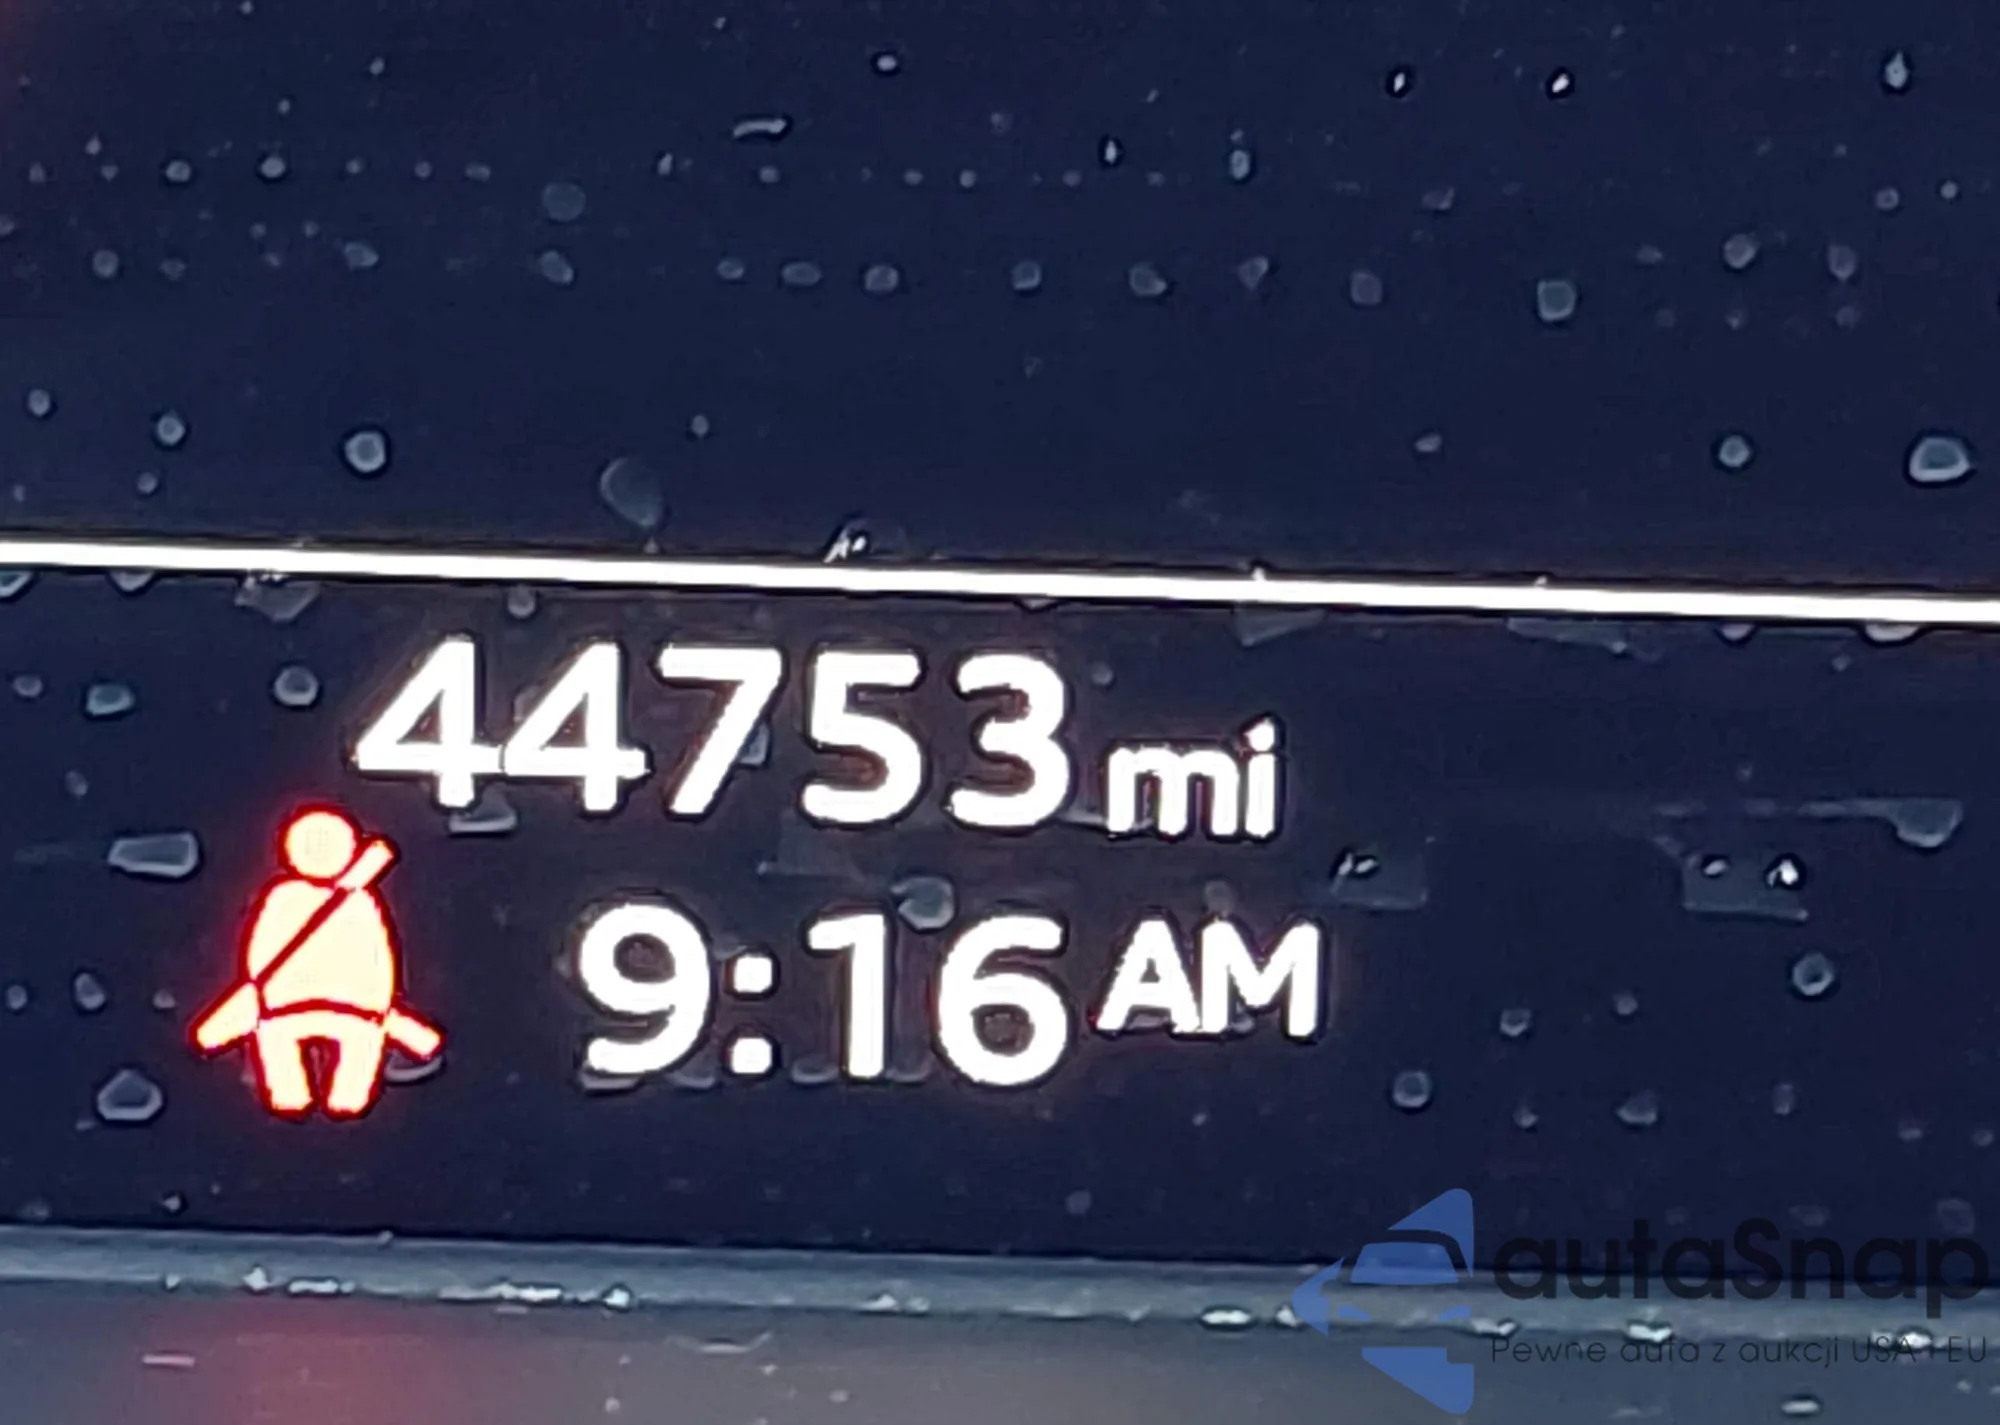 44753 mi
9:16 AM
autaSnap
Pewne auta z aukcji USA i EU